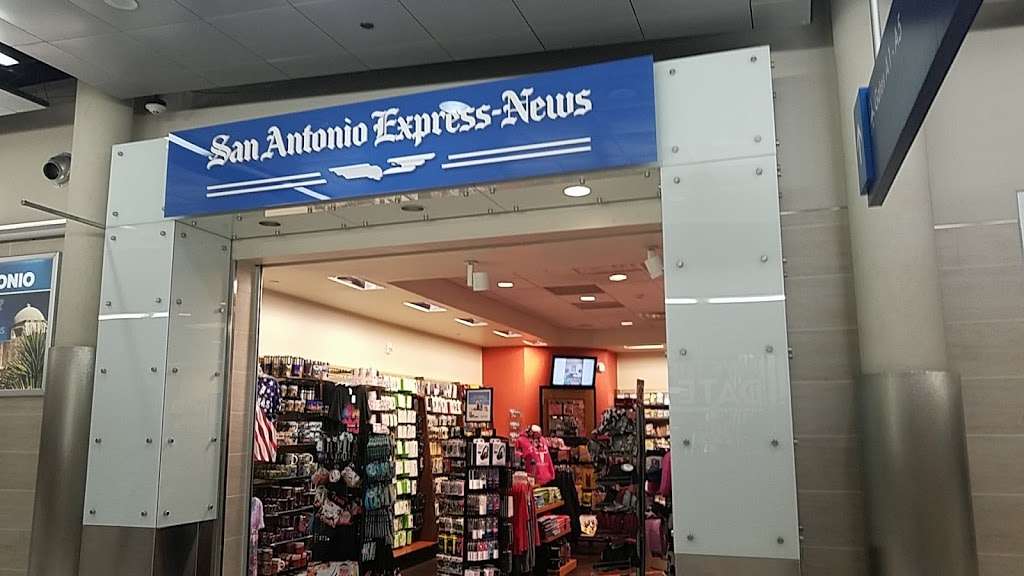 San Antonio Express-News
ONIO